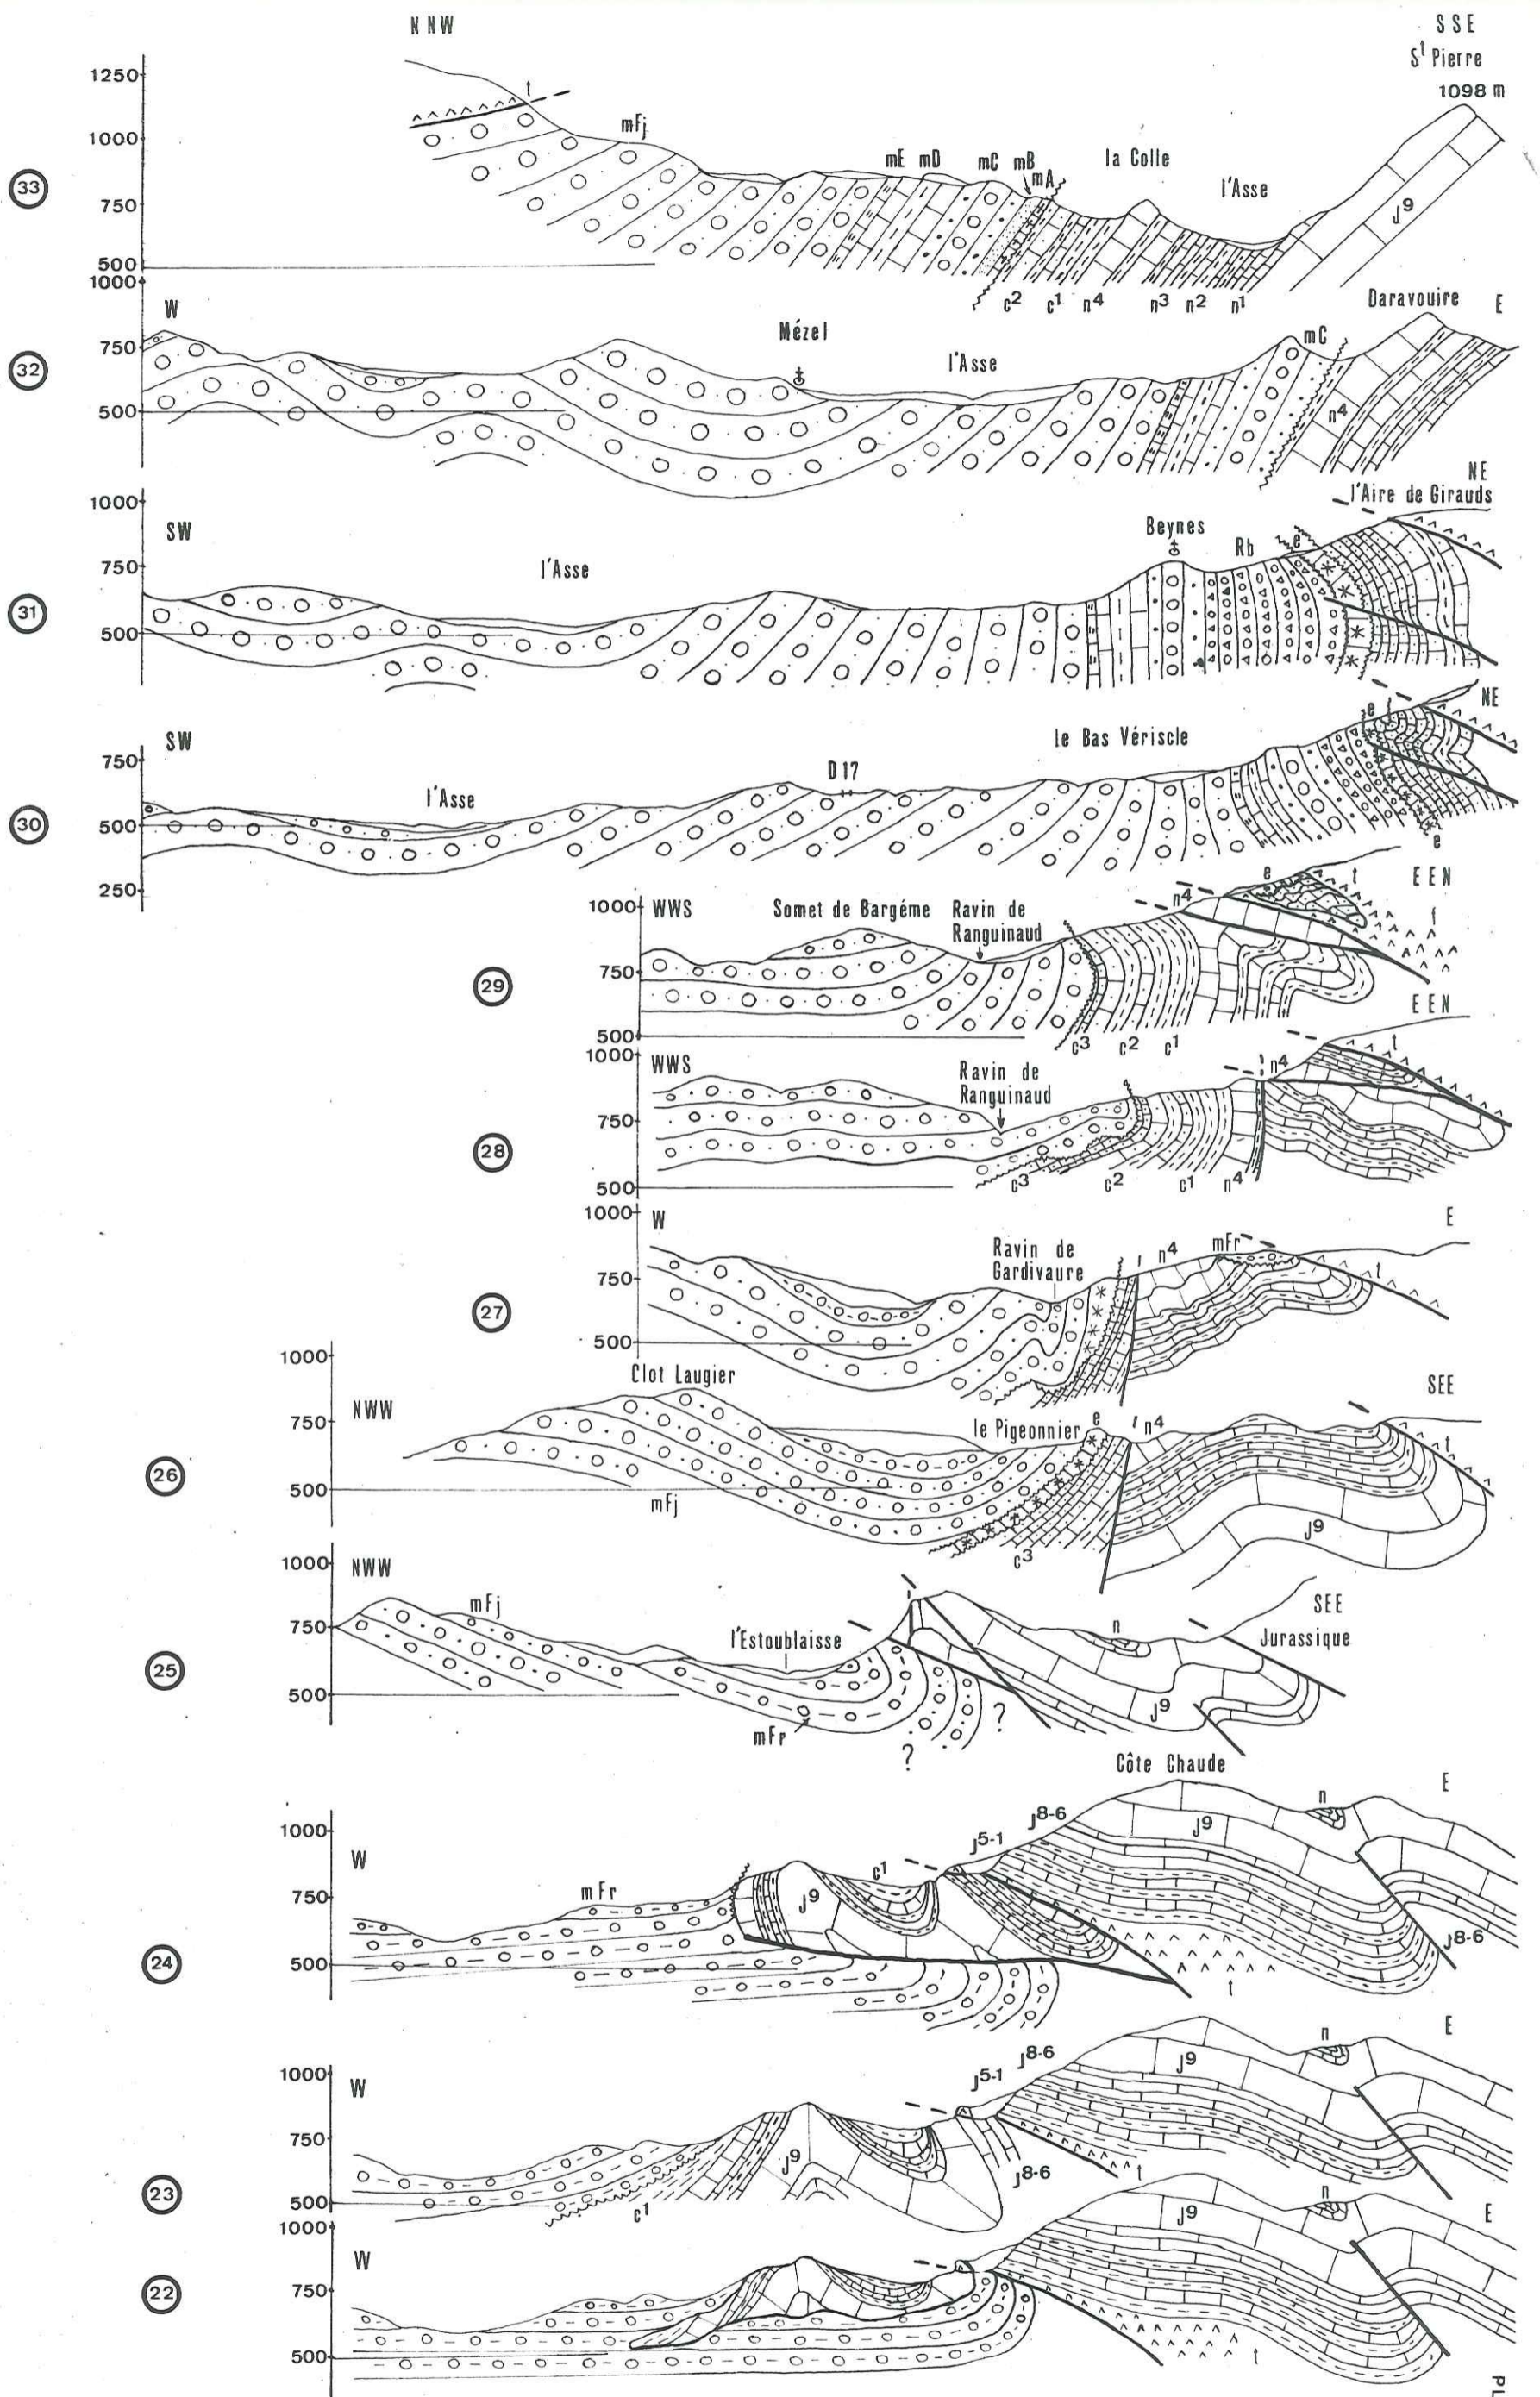 NNW
SSE
St Pierre
1098 m
1250
1000
750
500
33
t
mFj
mE mD mC mB mA
la Colle
l'Asse
J9
c2 c1 n4 n3 n2 n1
1000
750
500
32
W
Mézel
l'Asse
mC
Daravouire
E
n4
1000
750
500
31
SW
l'Asse
Beynes
Rb
e
NE
l'Aire de Girauds
750
500
250
30
SW
l'Asse
D17
le Bas Vériscle
e
NE
e
1000
750
500
29
WWS
Somet de Bargéme
Ravin de
Ranguinaud
n4
e
t
EEN
c3 c2 c1
1000
750
500
28
WWS
Ravin de
Ranguinaud
n4
t
EEN
c3 c2 c1 n4
1000
750
500
27
W
Ravin de
Gardivaure
n4
mFr
t
E
1000
750
500
26
NWW
Clot Laugier
le Pigeonnier
e
n4
SEE
t
mFj
c3
J9
1000
750
500
25
NWW
mFj
l'Estoublaisse
n
SEE
Jurassique
J9
mFr
?
?
1000
750
500
24
W
mFr
J9
c1
J5-1
J8-6
Côte Chaude
J9
n
E
J8-6
t
1000
750
500
23
W
c1
J9
J5-1
J8-6
J9
n
E
J8-6
t
1000
750
500
22
W
J9
n
E
t
PL